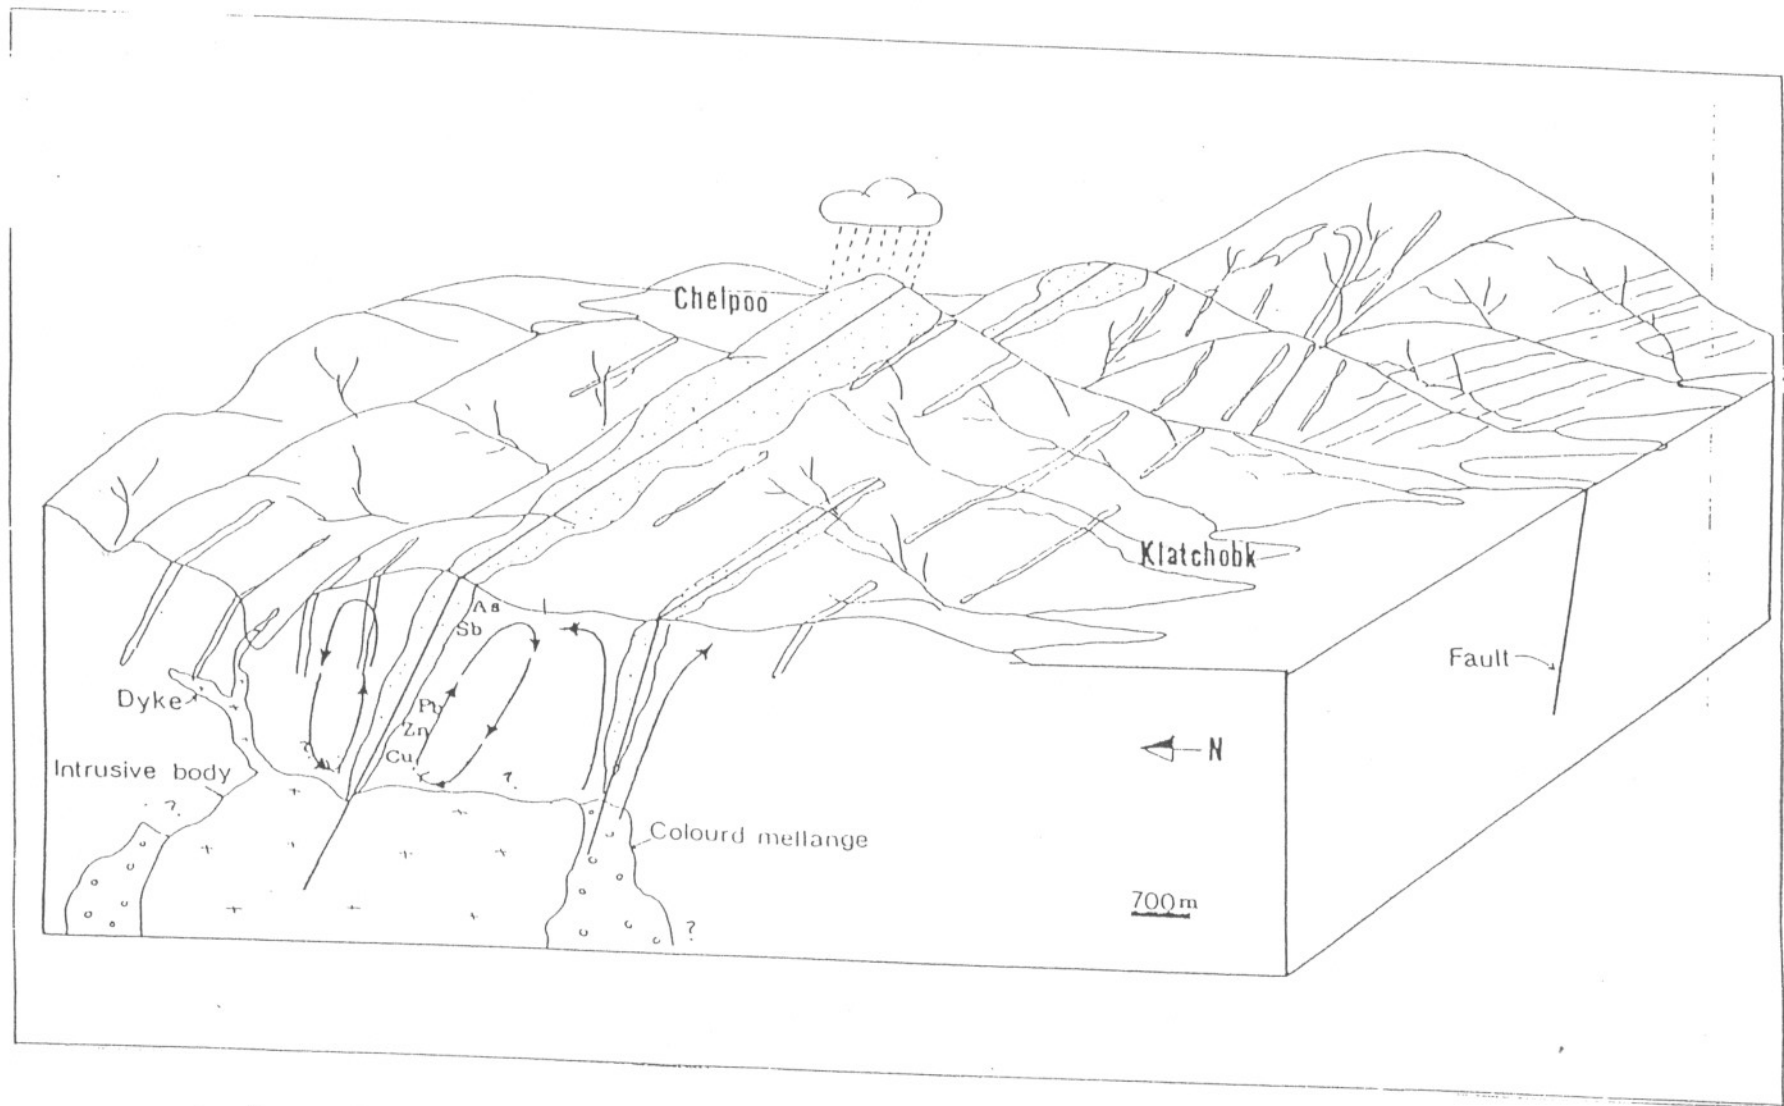 Chelpoo
Klatchobk
As
Sb
Fault
Pb
Dyke
Zn
N
Cu
Intrusive body
?
?
?
Colourd mellange
700m
?